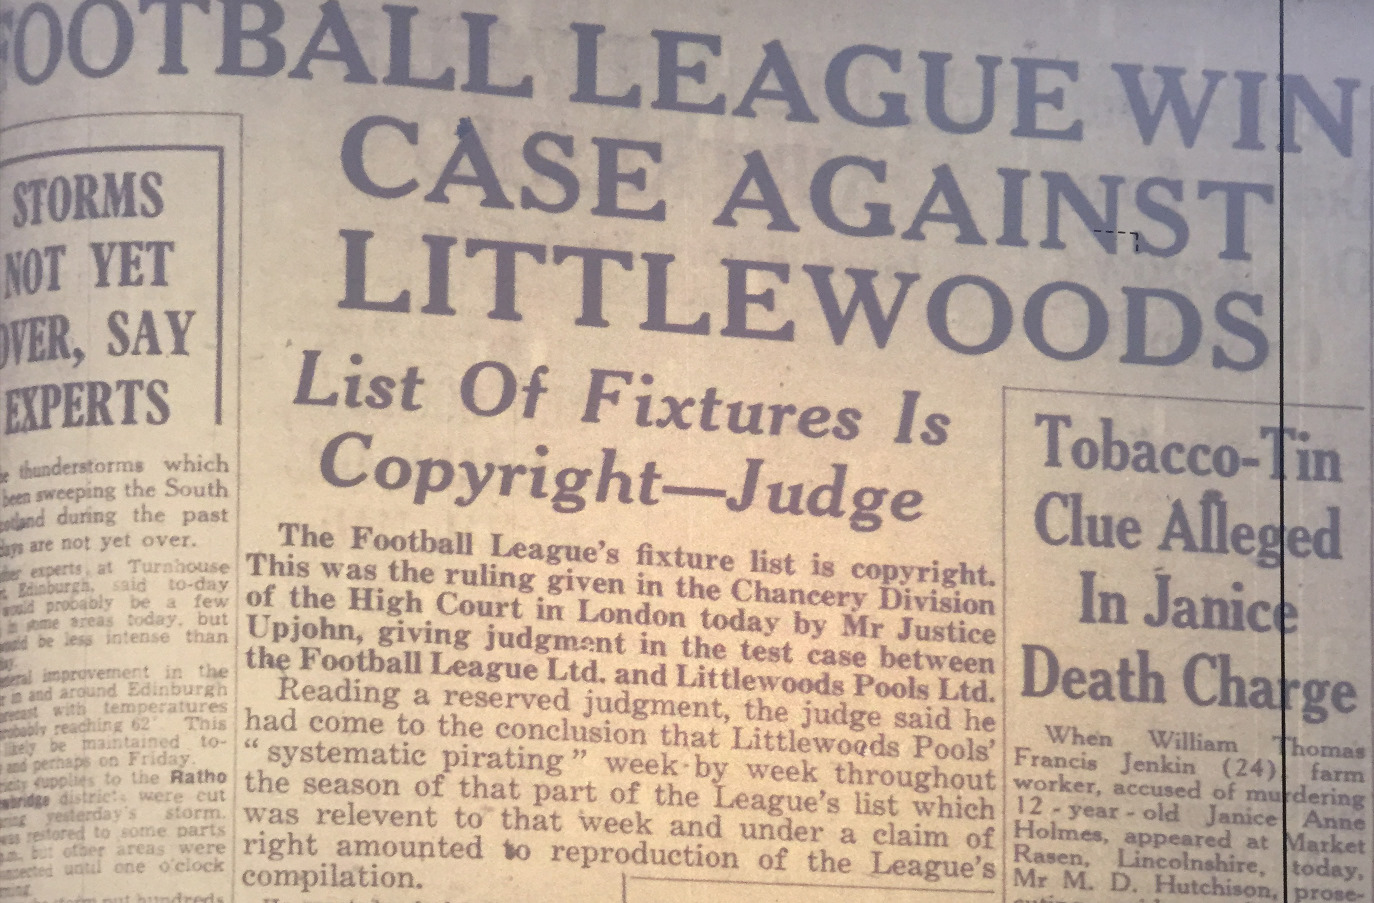 FOOTBALL LEAGUE WIN
CASE AGAINST
LITTLEWOODS
STORMS
NOT YET
OVER, SAY
EXPERTS
thunderstorms which
been sweeping the South
during the past
days are not yet over.
experts at Turnhouse
Edinburgh, said to-day
would probably be a few
in some areas today, but
be less intense than
improvement in the
in and around Edinburgh
with temperatures
probably reaching 62° This
likely be maintained to-
and perhaps on Friday.
supplies to the Ratho
districts were cut
yesterday's storm.
was restored to some parts
but other areas were
until one o'clock
hundreds
List Of Fixtures Is
Copyright—Judge
The Football League's fixture list is copyright.
This was the ruling given in the Chancery Division
of the High Court in London today by Mr Justice
Upjohn, giving judgment in the test case between
the Football League Ltd. and Littlewoods Pools Ltd.
Reading a reserved judgment, the judge said he
had come to the conclusion that Littlewoods Pools'
“ systematic pirating ” week by week throughout
the season of that part of the League's list which
was relevent to that week and under a claim of
right amounted to reproduction of the League's
compilation.
Tobacco-Tin
Clue Alleged
In Janice
Death Charge
When William Thomas
Francis Jenkin (24) farm
worker, accused of murdering
12 - year - old Janice Anne
Holmes, appeared at Market
Rasen, Lincolnshire, today,
Mr M. D. Hutchison, prose-